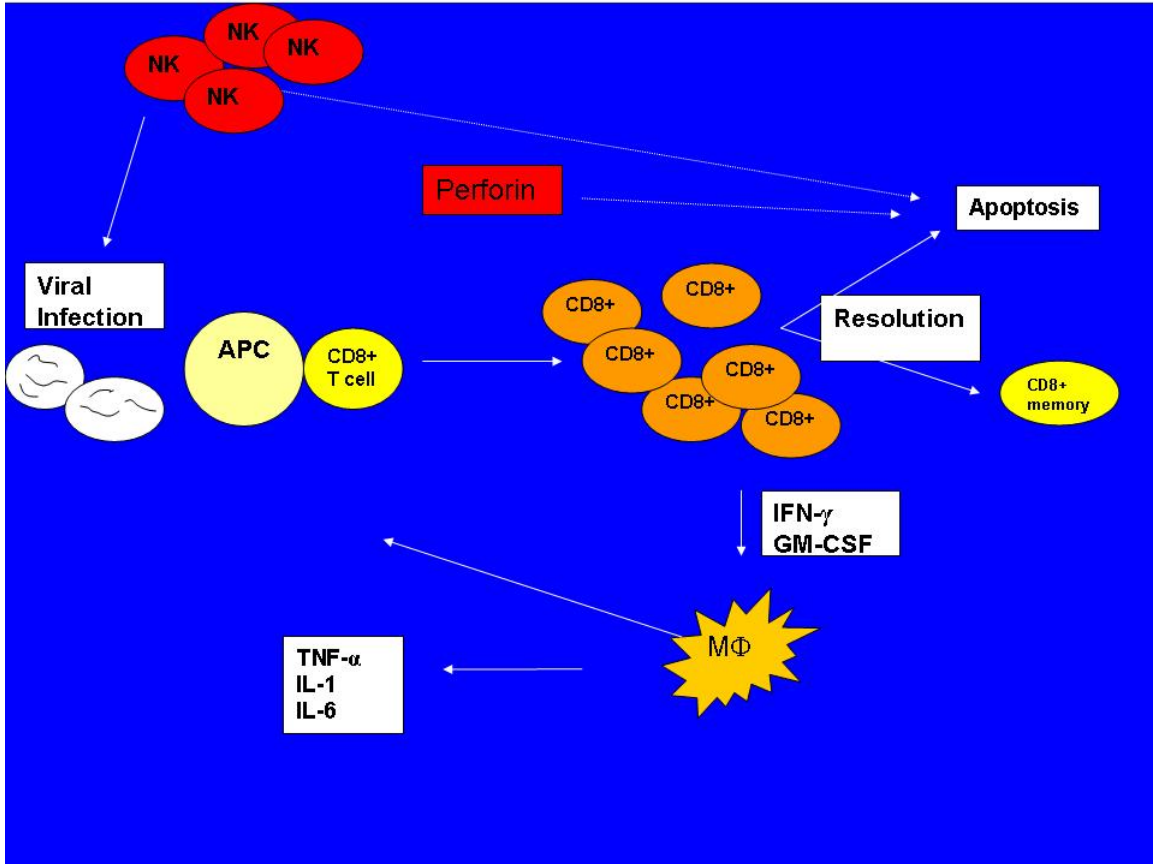 NK
NK
NK
NK
Perforin
Apoptosis
Viral
Infection
APC
CD8+
T cell
CD8+
CD8+
CD8+
CD8+
CD8+
CD8+
Resolution
CD8+
memory
IFN-γ
GM-CSF
MΦ
TNF-α
IL-1
IL-6